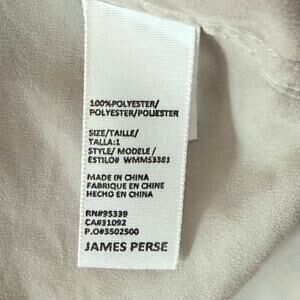 100%POLYESTER/
POLYESTER/POLIESTER
SIZE/TAILLE/
TALLA:1
STYLE/ MODELE /
ESTILO# WMMS3381
MADE IN CHINA
FABRIQUE EN CHINE
HECHO EN CHINA
RN#95339
CA#31092
P.O#3502500
JAMES PERSE